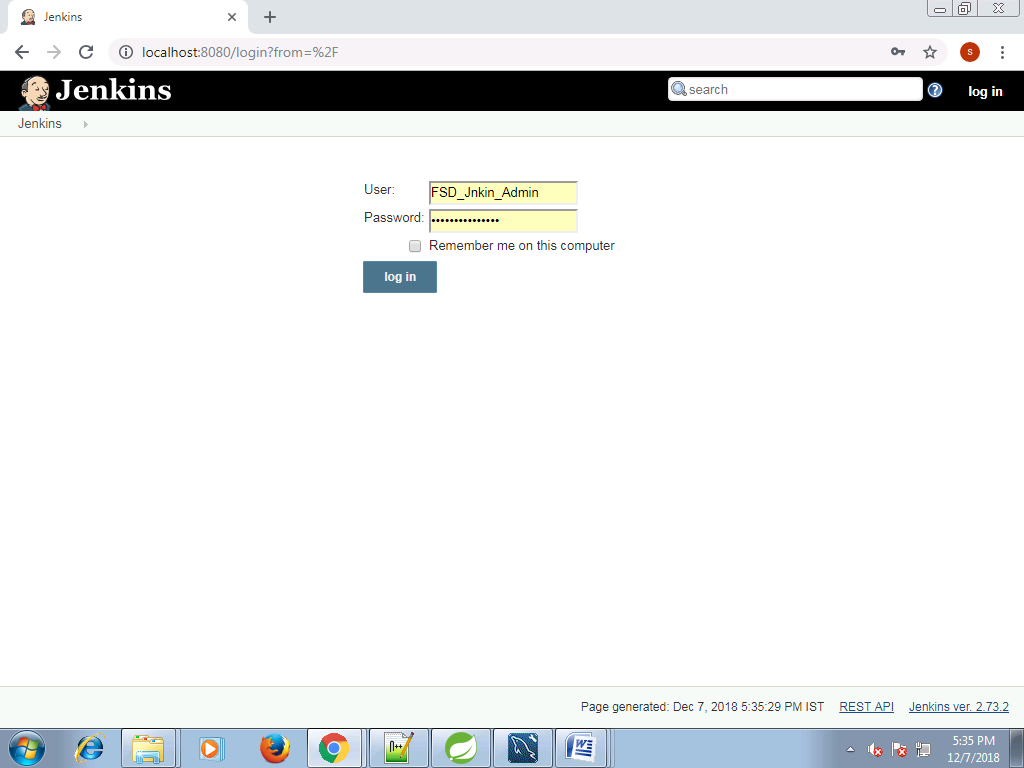 Jenkins
localhost:8080/login?from=%2F
S
Jenkins
search
?
log in
Jenkins
User:
FSD_Jnkin_Admin
Password:
•••••••••••••••
Remember me on this computer
log in
Page generated: Dec 7, 2018 5:35:29 PM IST REST API Jenkins ver. 2.73.2
5:35 PM
12/7/2018